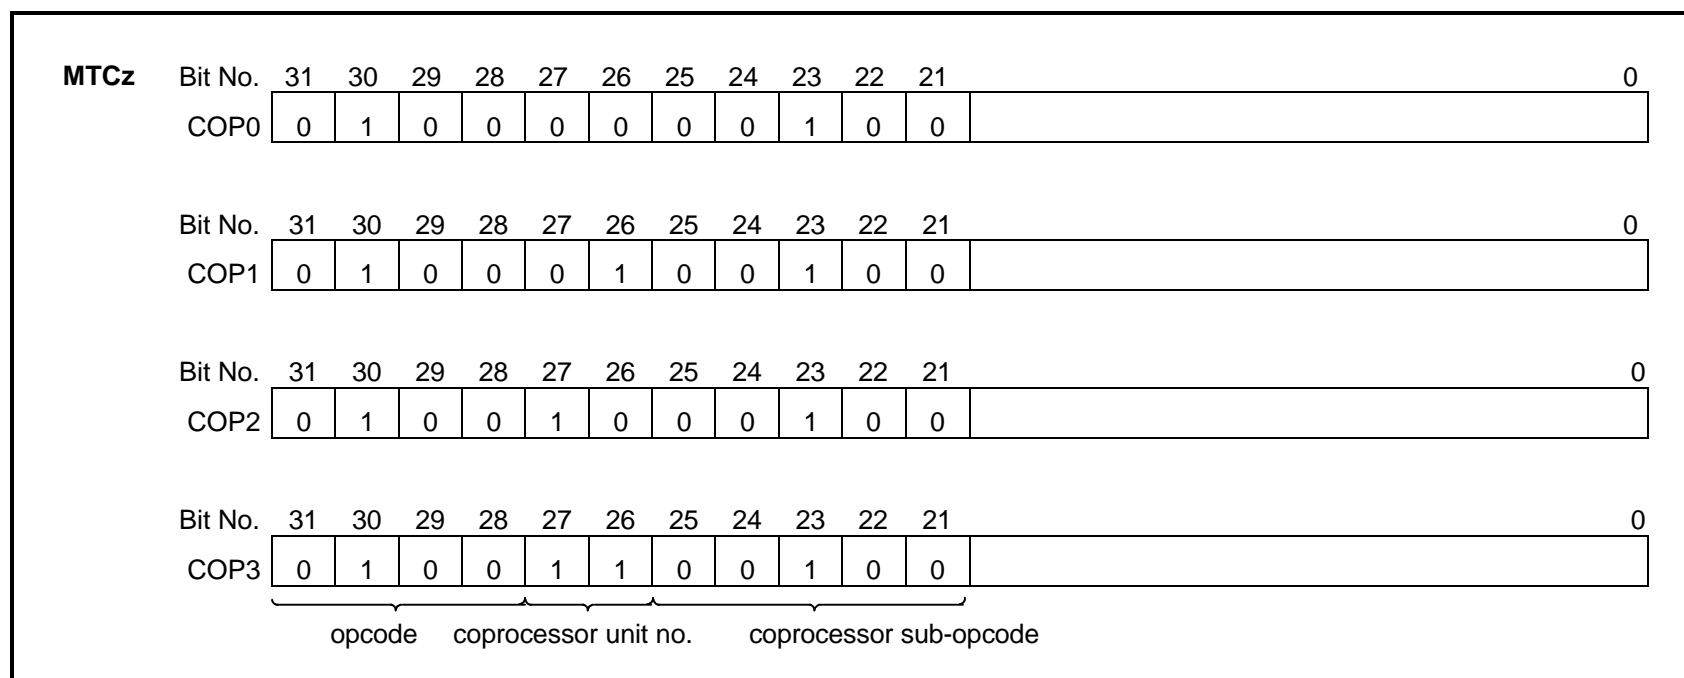 MTCz Bit No. 31 30 29 28 27 26 25 24 23 22 21 0
COP0 0 1 0 0 0 0 0 0 1 0 0
Bit No. 31 30 29 28 27 26 25 24 23 22 21 0
COP1 0 1 0 0 0 1 0 0 1 0 0
Bit No. 31 30 29 28 27 26 25 24 23 22 21 0
COP2 0 1 0 0 1 0 0 0 1 0 0
Bit No. 31 30 29 28 27 26 25 24 23 22 21 0
COP3 0 1 0 0 1 1 0 0 1 0 0
opcode coprocessor unit no. coprocessor sub-opcode